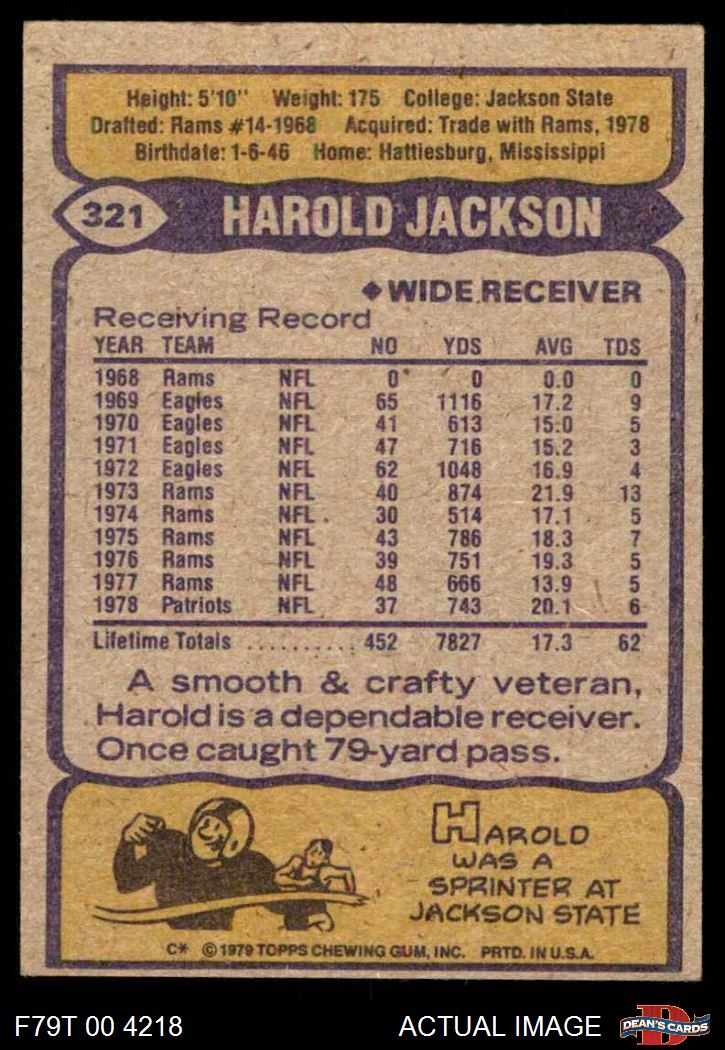 Height: 5'10'' Weight: 175 College: Jackson State
Drafted: Rams #14-1968 Acquired: Trade with Rams, 1978
Birthdate: 1-6-46 Home: Hattiesburg, Mississippi
321 HAROLD JACKSON
◆WIDE RECEIVER
Receiving Record
YEAR TEAM NO YDS AVG TDS
1968 Rams NFL 0 0 0.0 0
1969 Eagles NFL 65 1116 17.2 9
1970 Eagles NFL 41 613 15.0 5
1971 Eagles NFL 47 716 15.2 3
1972 Eagles NFL 62 1048 16.9 4
1973 Rams NFL 40 874 21.9 13
1974 Rams NFL 30 514 17.1 5
1975 Rams NFL 43 786 18.3 7
1976 Rams NFL 39 751 19.3 5
1977 Rams NFL 48 666 13.9 5
1978 Patriots NFL 37 743 20.1 6
Lifetime Totals .......... 452 7827 17.3 62
A smooth & crafty veteran,
Harold is a dependable receiver.
Once caught 79-yard pass.
HAROLD
WAS A
SPRINTER AT
JACKSON STATE
C* © 1979 TOPPS CHEWING GUM, INC. PRTD. IN U.S.A.
F79T 00 4218 ACTUAL IMAGE D DEAN'S CARDS